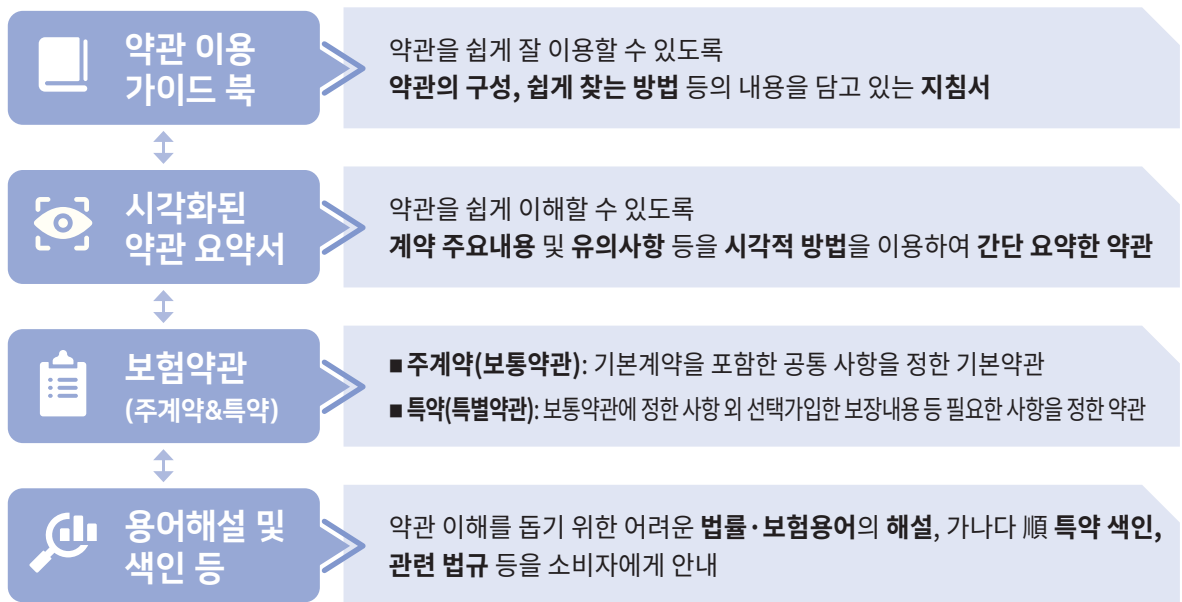 약관 이용
가이드 북
약관을 쉽게 잘 이용할 수 있도록
약관의 구성, 쉽게 찾는 방법 등의 내용을 담고 있는 지침서
시각화된
약관 요약서
약관을 쉽게 이해할 수 있도록
계약 주요내용 및 유의사항 등을 시각적 방법을 이용하여 간단 요약한 약관
보험약관
(주계약&특약)
■ 주계약(보통약관): 기본계약을 포함한 공통 사항을 정한 기본약관
■ 특약(특별약관): 보통약관에 정한 사항 외 선택가입한 보장내용 등 필요한 사항을 정한 약관
용어해설 및
색인 등
약관 이해를 돕기 위한 어려운 법률·보험용어의 해설, 가나다 順 특약 색인,
관련 법규 등을 소비자에게 안내